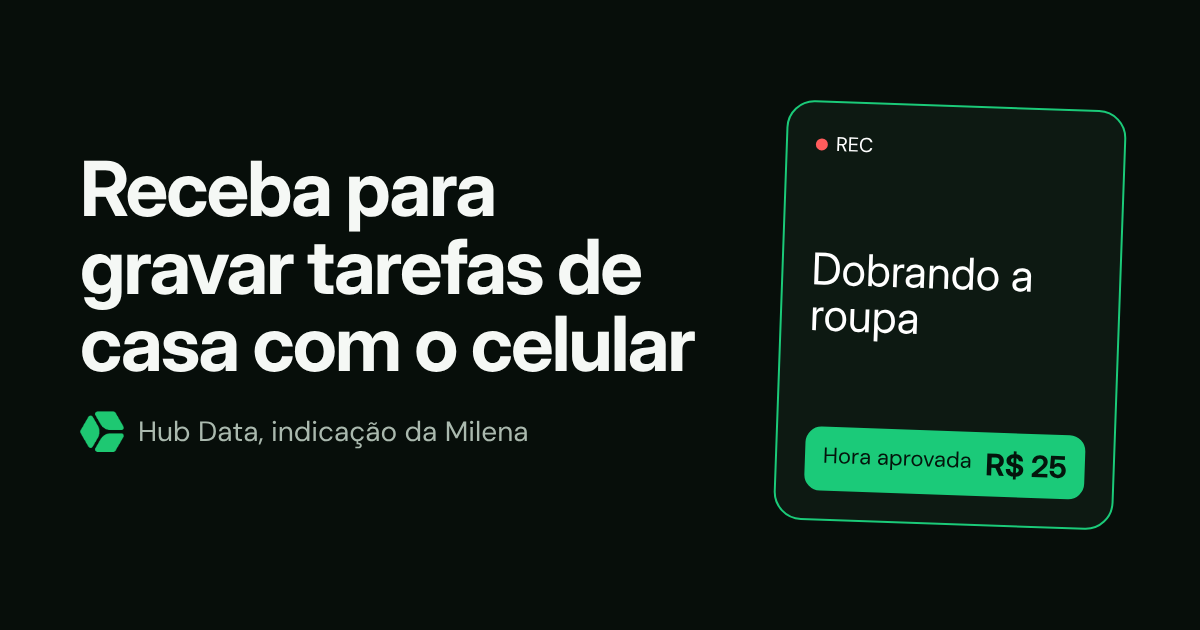 Receba para
gravar tarefas de
casa com o celular
Hub Data, indicação da Milena
REC
Dobrando a
roupa
Hora aprovada R$ 25